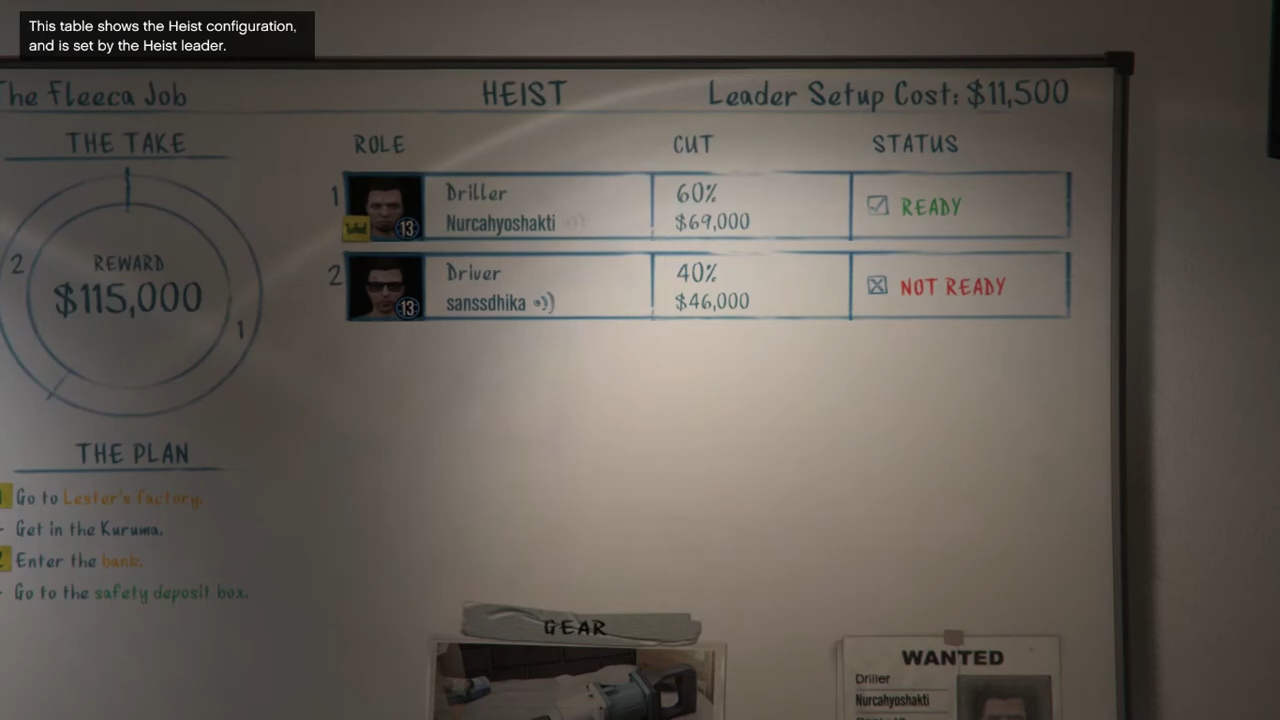 This table shows the Heist configuration,
and is set by the Heist leader.
The Fleeca Job
HEIST
Leader Setup Cost: $11,500
THE TAKE
2
REWARD
$115,000
1
ROLE
CUT
STATUS
1
13
Driller
Nurcahyoshakti
60%
$69,000
READY
2
13
Driver
sanssdhika
40%
$46,000
NOT READY
THE PLAN
Go to Lester's factory.
- Get in the Kuruma.
2 Enter the bank.
- Go to the safety deposit box.
GEAR
WANTED
Driller
Nurcahyoshakti